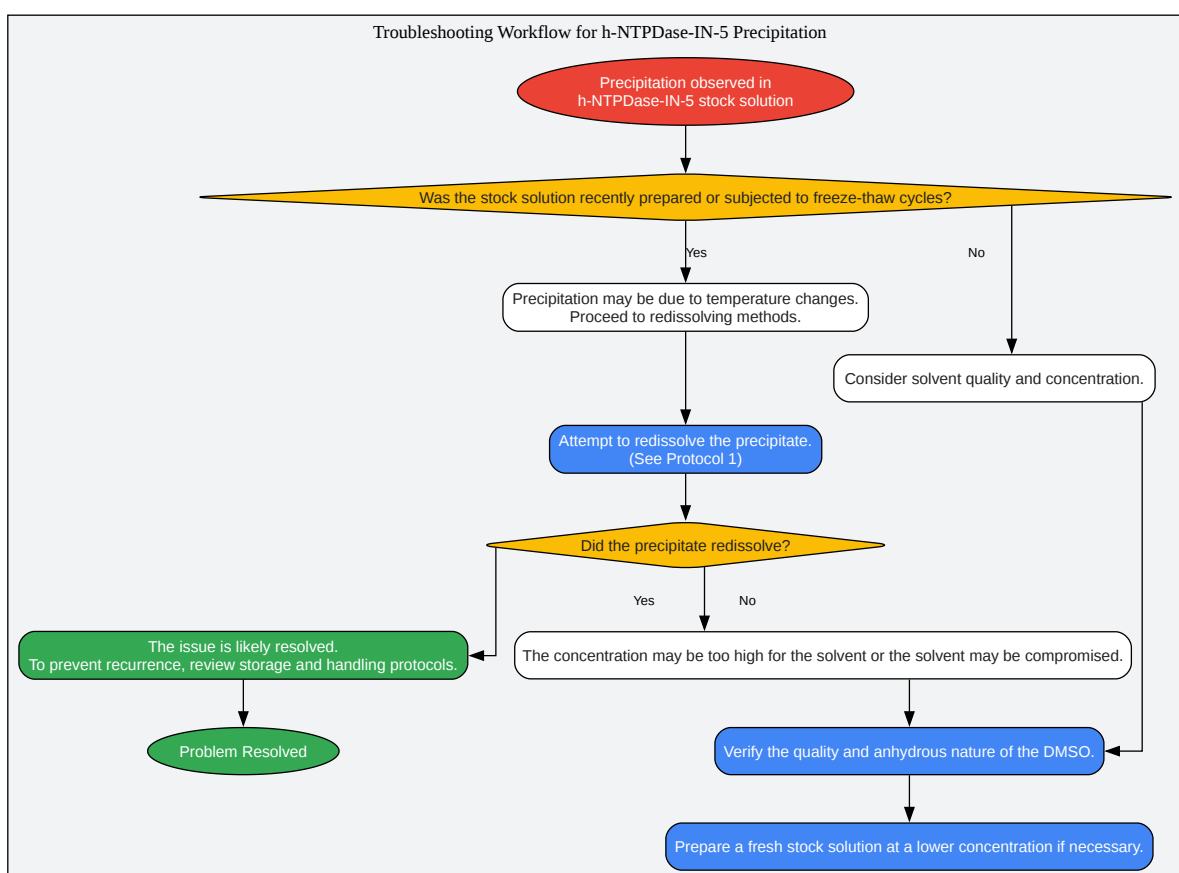 Troubleshooting Workflow for h-NTPDase-IN-5 Precipitation
Precipitation observed in
h-NTPDase-IN-5 stock solution
Was the stock solution recently prepared or subjected to freeze-thaw cycles?
Yes
No
Precipitation may be due to temperature changes.
Proceed to redissolving methods.
Consider solvent quality and concentration.
Attempt to redissolve the precipitate.
(See Protocol 1)
Did the precipitate redissolve?
Yes
No
The issue is likely resolved.
To prevent recurrence, review storage and handling protocols.
The concentration may be too high for the solvent or the solvent may be compromised.
Problem Resolved
Verify the quality and anhydrous nature of the DMSO.
Prepare a fresh stock solution at a lower concentration if necessary.